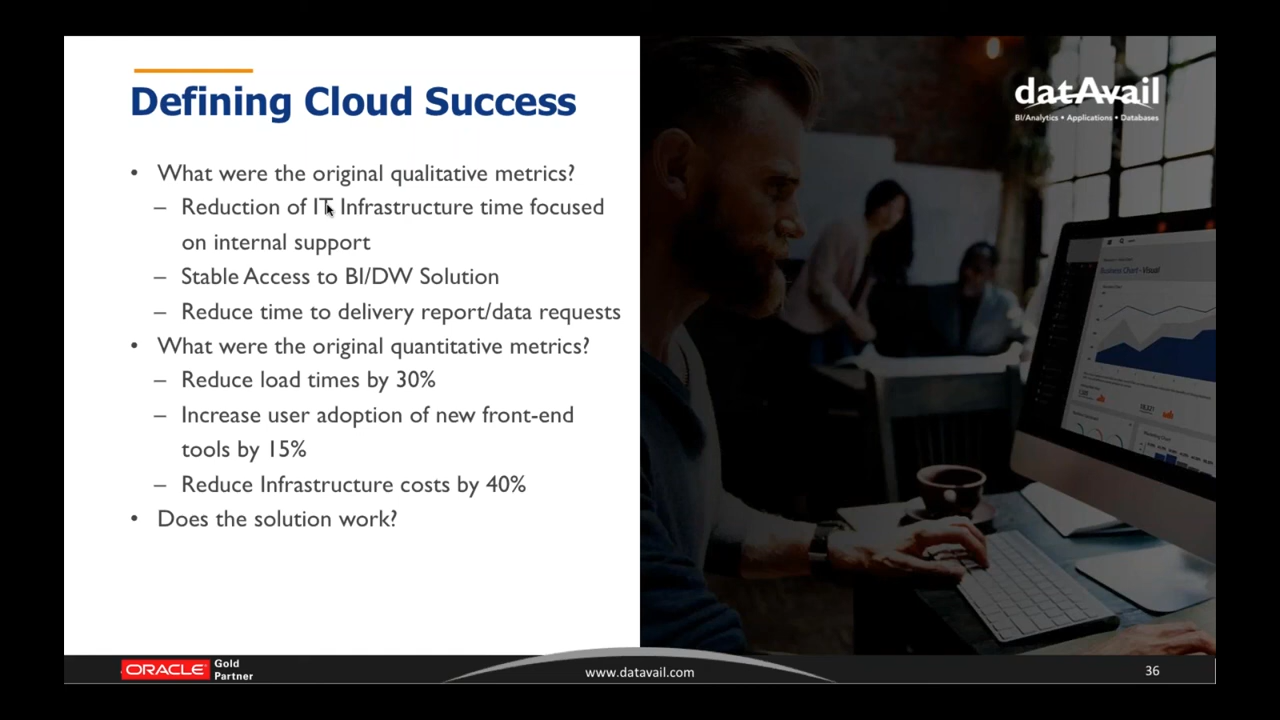 Defining Cloud Success
• What were the original qualitative metrics?
– Reduction of IT Infrastructure time focused
on internal support
– Stable Access to BI/DW Solution
– Reduce time to delivery report/data requests
• What were the original quantitative metrics?
– Reduce load times by 30%
– Increase user adoption of new front-end
tools by 15%
– Reduce Infrastructure costs by 40%
• Does the solution work?
datAvail
BI/Analytics • Applications • Databases
Business Chart - Visual
ORACLE Gold
Partner
www.datavail.com
36